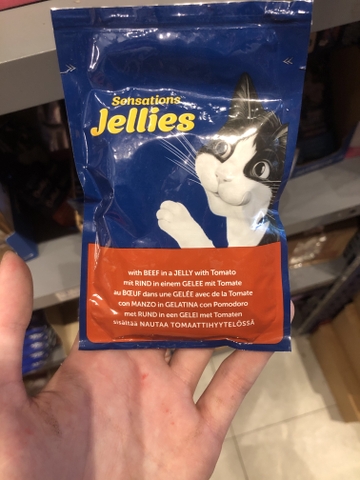 Sensations
Jellies
with BEEF in a JELLY with Tomato
mit RIND in einem GELEE mit Tomate
au BŒUF dans une GELÉE avec de la Tomate
con MANZO in GELATINA con Pomodoro
met RUND in een GELEI met Tomaten
sisältää NAUTAA TOMAATTIHYYTELÖSSÄ